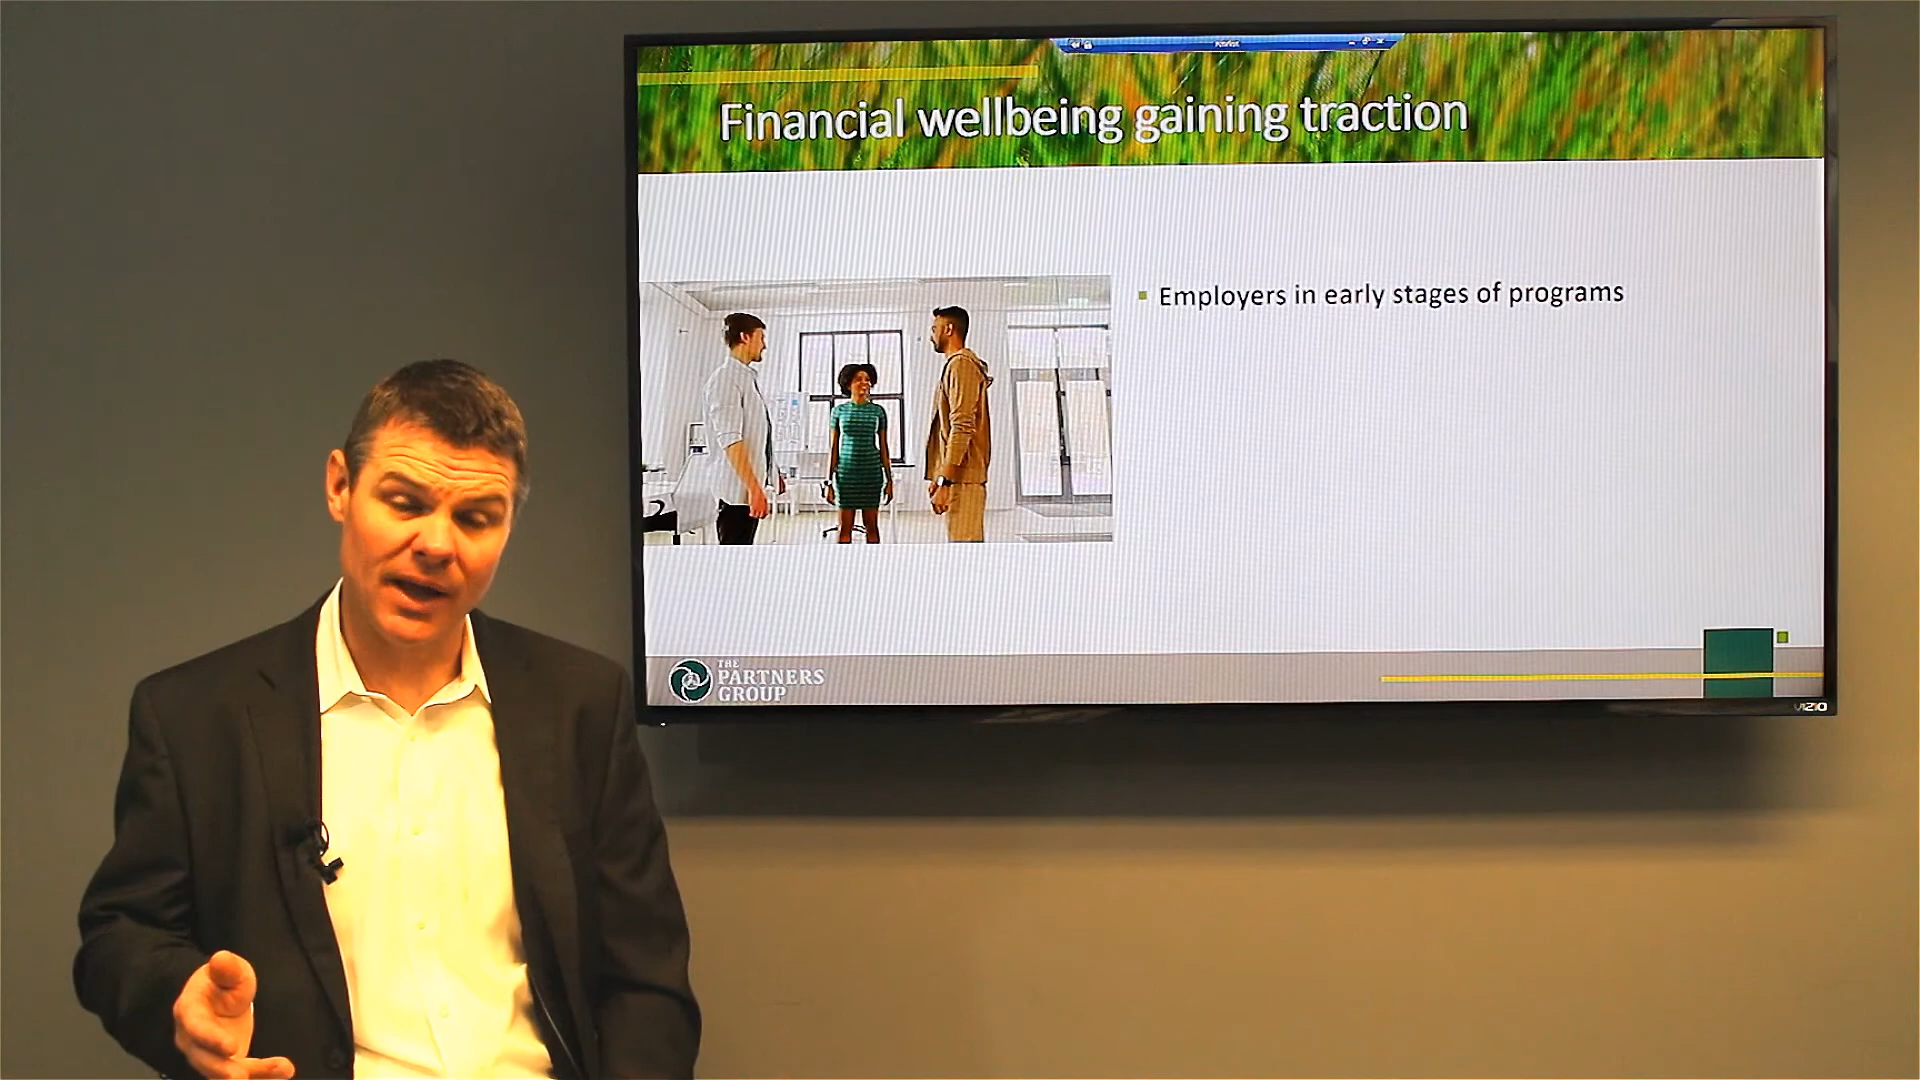 Financial wellbeing gaining traction
Employers in early stages of programs
THE
PARTNERS
GROUP
VIZIO